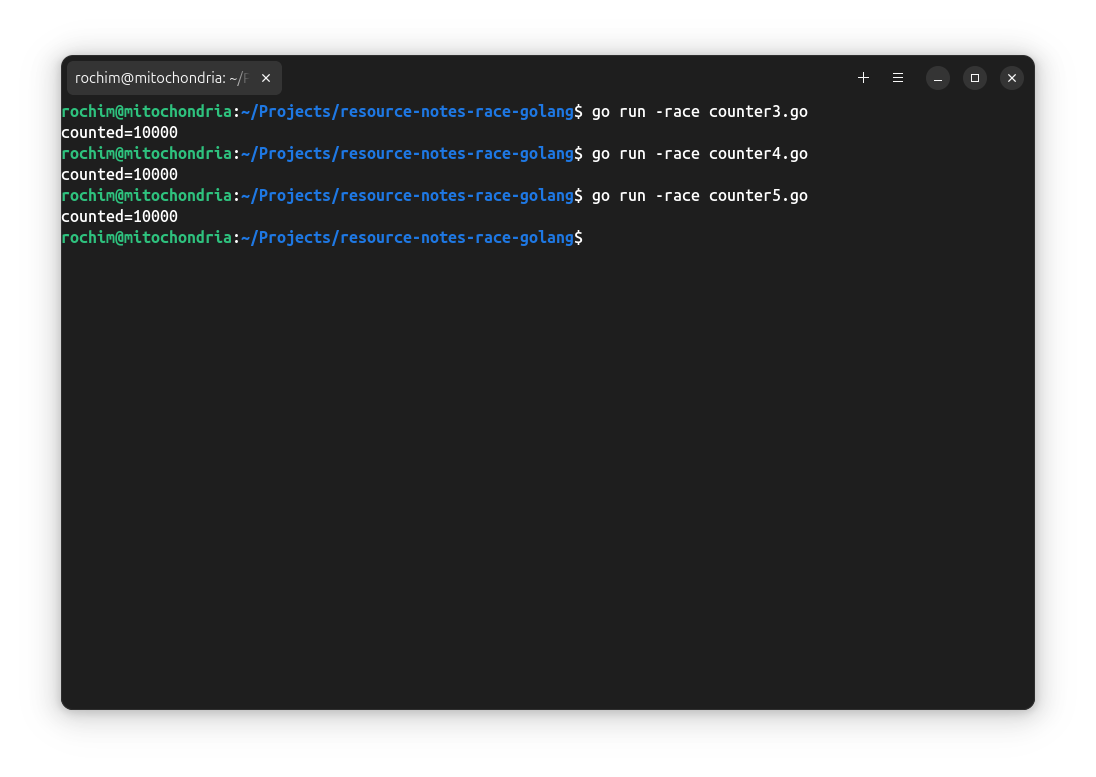 rochim@mitochondria: ~/
rochim@mitochondria:~/Projects/resource-notes-race-golang$ go run -race counter3.go
counted=10000
rochim@mitochondria:~/Projects/resource-notes-race-golang$ go run -race counter4.go
counted=10000
rochim@mitochondria:~/Projects/resource-notes-race-golang$ go run -race counter5.go
counted=10000
rochim@mitochondria:~/Projects/resource-notes-race-golang$